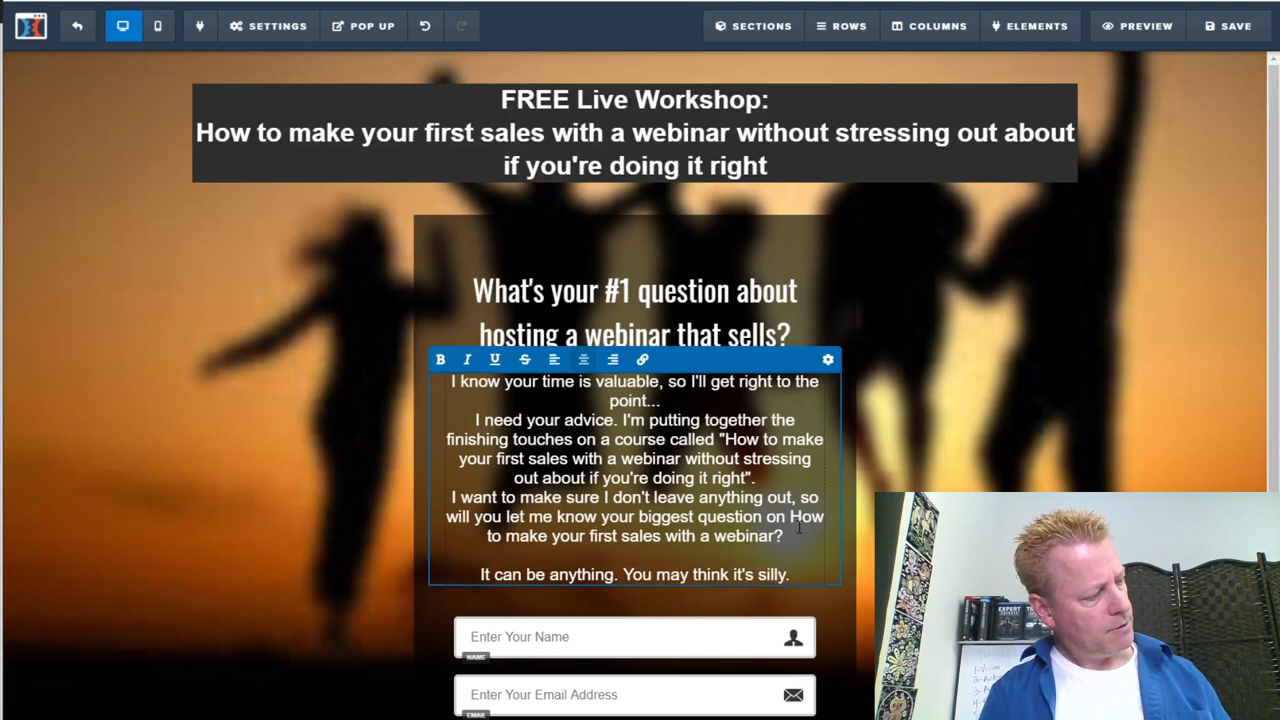 SETTINGS
POP UP
SECTIONS
ROWS
COLUMNS
ELEMENTS
PREVIEW
SAVE
FREE Live Workshop:
How to make your first sales with a webinar without stressing out about
if you're doing it right
What's your #1 question about
hosting a webinar that sells?
B I U S
I know your time is valuable, so I'll get right to the
point...
I need your advice. I'm putting together the
finishing touches on a course called "How to make
your first sales with a webinar without stressing
out about if you're doing it right".
I want to make sure I don't leave anything out, so
will you let me know your biggest question on How
to make your first sales with a webinar?
It can be anything. You may think it's silly.
Enter Your Name
NAME
Enter Your Email Address
EMAIL
EXPERT
SECRETS
1-Vision